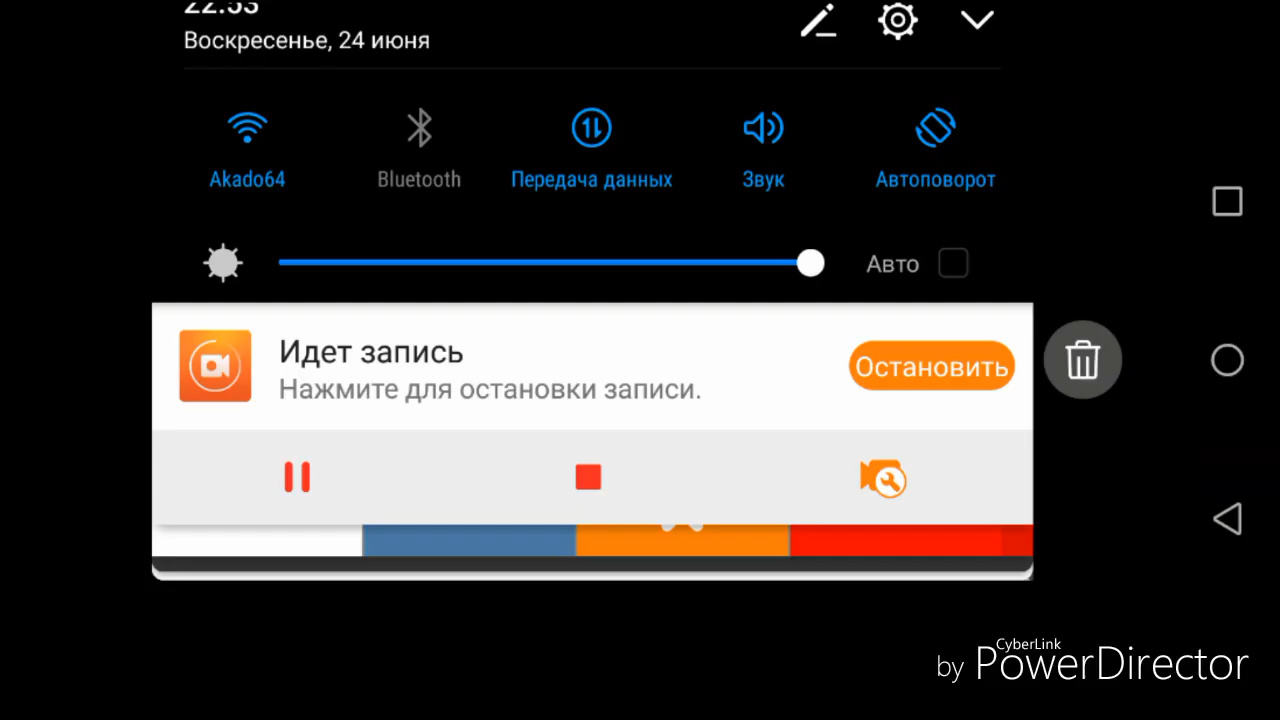 22:53
Воскресенье, 24 июня
Akado64
Bluetooth
Передача данных
Звук
Автоповорот
Авто
Идет запись
Нажмите для остановки записи.
Остановить
CyberLink
by PowerDirector